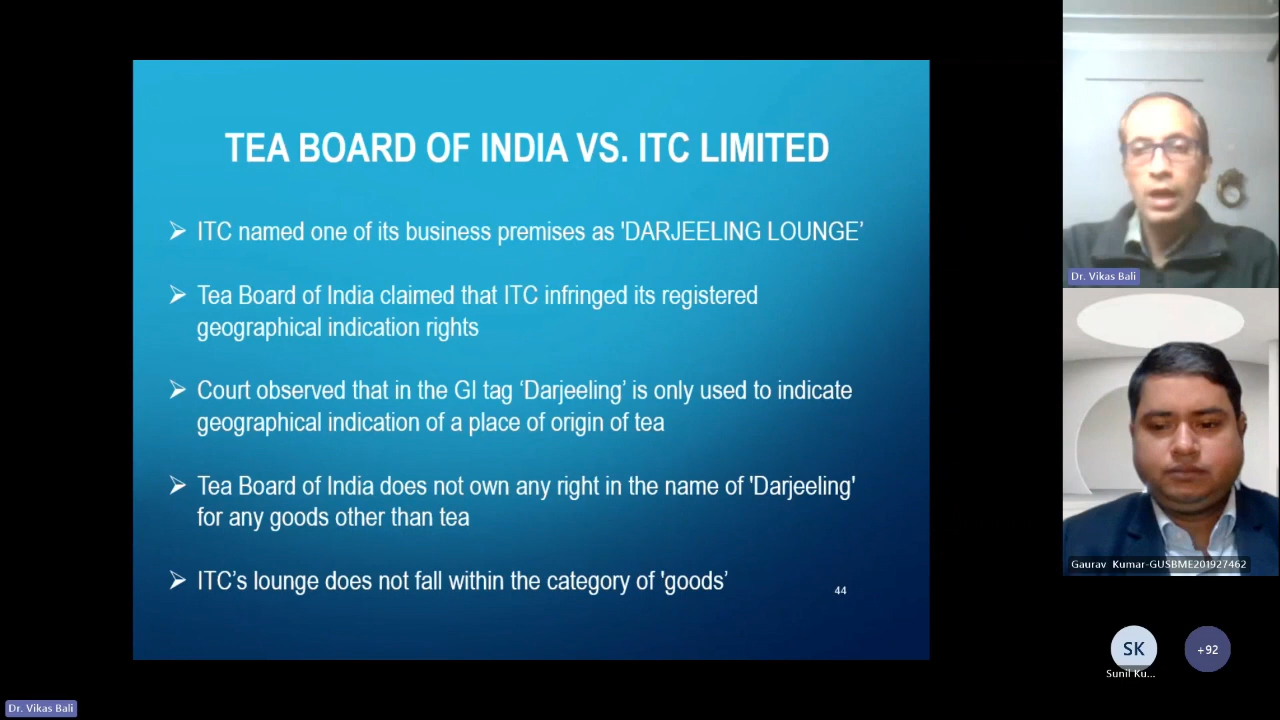 TEA BOARD OF INDIA VS. ITC LIMITED
➢ ITC named one of its business premises as 'DARJEELING LOUNGE’
➢ Tea Board of India claimed that ITC infringed its registered
geographical indication rights
➢ Court observed that in the GI tag ‘Darjeeling’ is only used to indicate
geographical indication of a place of origin of tea
➢ Tea Board of India does not own any right in the name of 'Darjeeling'
for any goods other than tea
➢ ITC’s lounge does not fall within the category of 'goods’
44
Dr. Vikas Bali
Gaurav Kumar-GUSBME201927462
SK
Sunil Ku...
+92
Dr. Vikas Bali